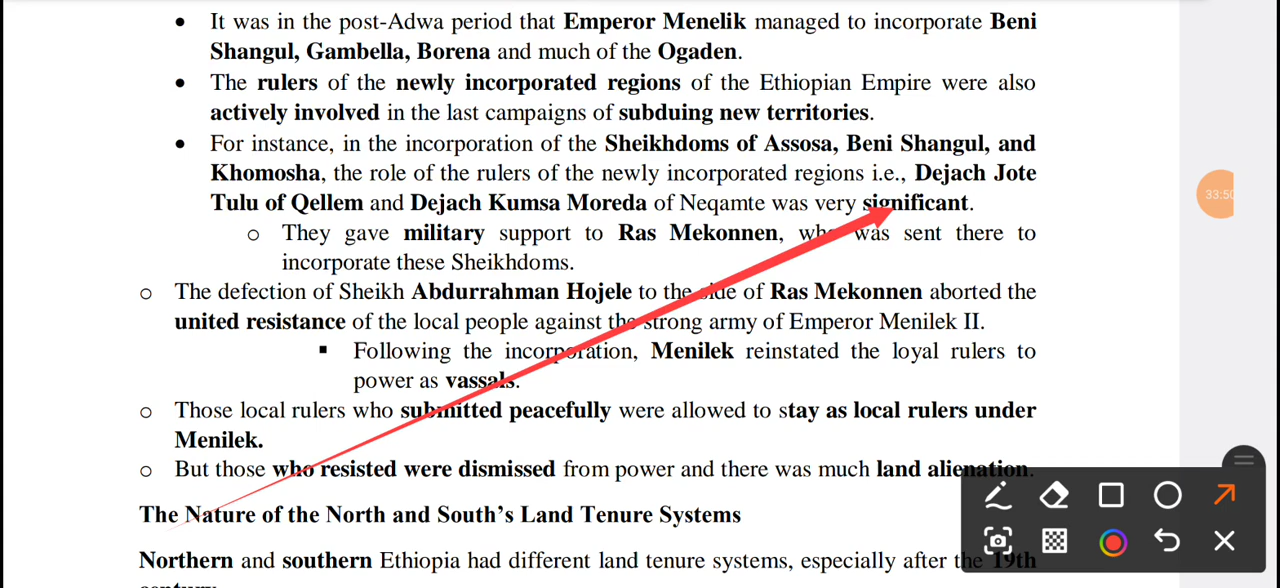 • It was in the post-Adwa period that Emperor Menelik managed to incorporate Beni
Shangul, Gambella, Borena and much of the Ogaden.
• The rulers of the newly incorporated regions of the Ethiopian Empire were also
actively involved in the last campaigns of subduing new territories.
• For instance, in the incorporation of the Sheikhdoms of Assosa, Beni Shangul, and
Khomosha, the role of the rulers of the newly incorporated regions i.e., Dejach Jote
Tulu of Qellem and Dejach Kumsa Moreda of Neqamte was very significant.
o They gave military support to Ras Mekonnen, who was sent there to
incorporate these Sheikhdoms.
o The defection of Sheikh Abdurrahman Hojele to the side of Ras Mekonnen aborted the
united resistance of the local people against the strong army of Emperor Menilek II.
▪ Following the incorporation, Menilek reinstated the loyal rulers to
power as vassals.
o Those local rulers who submitted peacefully were allowed to stay as local rulers under
Menilek.
o But those who resisted were dismissed from power and there was much land alienation.
The Nature of the North and South's Land Tenure Systems
Northern and southern Ethiopia had different land tenure systems, especially after the 19th
century
33:50